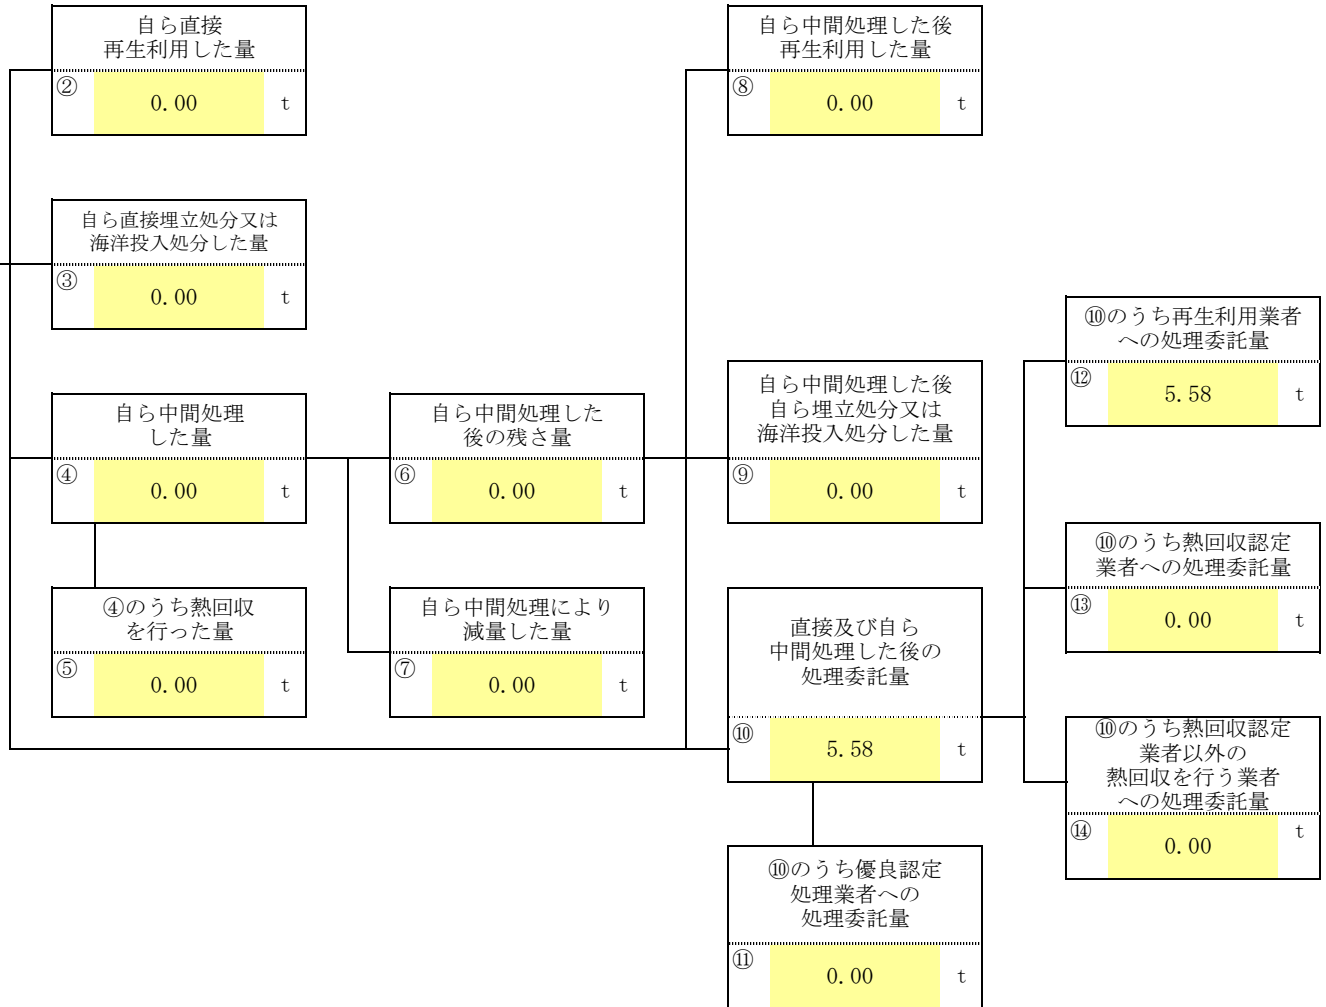 自ら直接
再生利用した量
②
0.00 t
自ら中間処理した後
再生利用した量
⑧
0.00 t
自ら直接埋立処分又は
海洋投入処分した量
③
0.00 t
⑩のうち再生利用業者
への処理委託量
⑫
5.58 t
自ら中間処理
した量
④
0.00 t
自ら中間処理した
後の残さ量
⑥
0.00 t
自ら中間処理した後
自ら埋立処分又は
海洋投入処分した量
⑨
0.00 t
⑩のうち熱回収認定
業者への処理委託量
⑬
0.00 t
④のうち熱回収
を行った量
⑤
0.00 t
自ら中間処理により
減量した量
⑦
0.00 t
直接及び自ら
中間処理した後の
処理委託量
⑩
5.58 t
⑩のうち熱回収認定
業者以外の
熱回収を行う業者
への処理委託量
⑭
0.00 t
⑩のうち優良認定
処理業者への
処理委託量
⑪
0.00 t